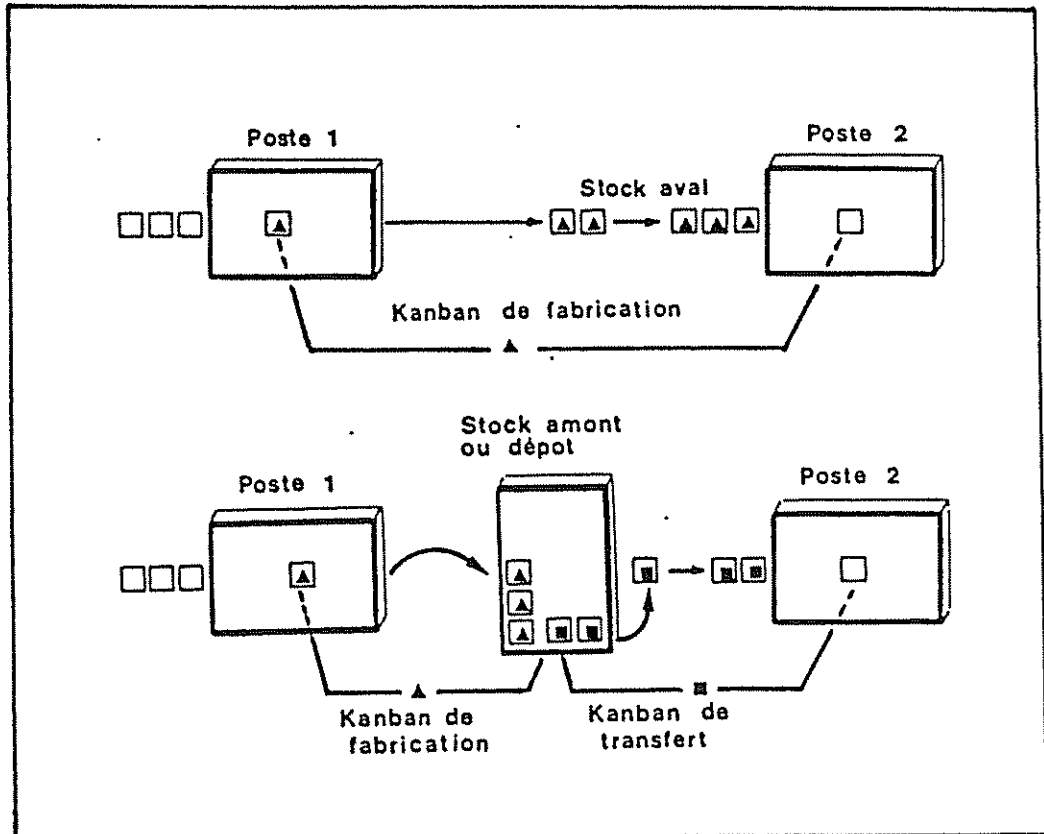 Poste 1
Poste 2
Stock aval
Kanban de fabrication
Stock amont
ou dépot
Poste 1
Poste 2
Kanban de
fabrication
Kanban de
transfert